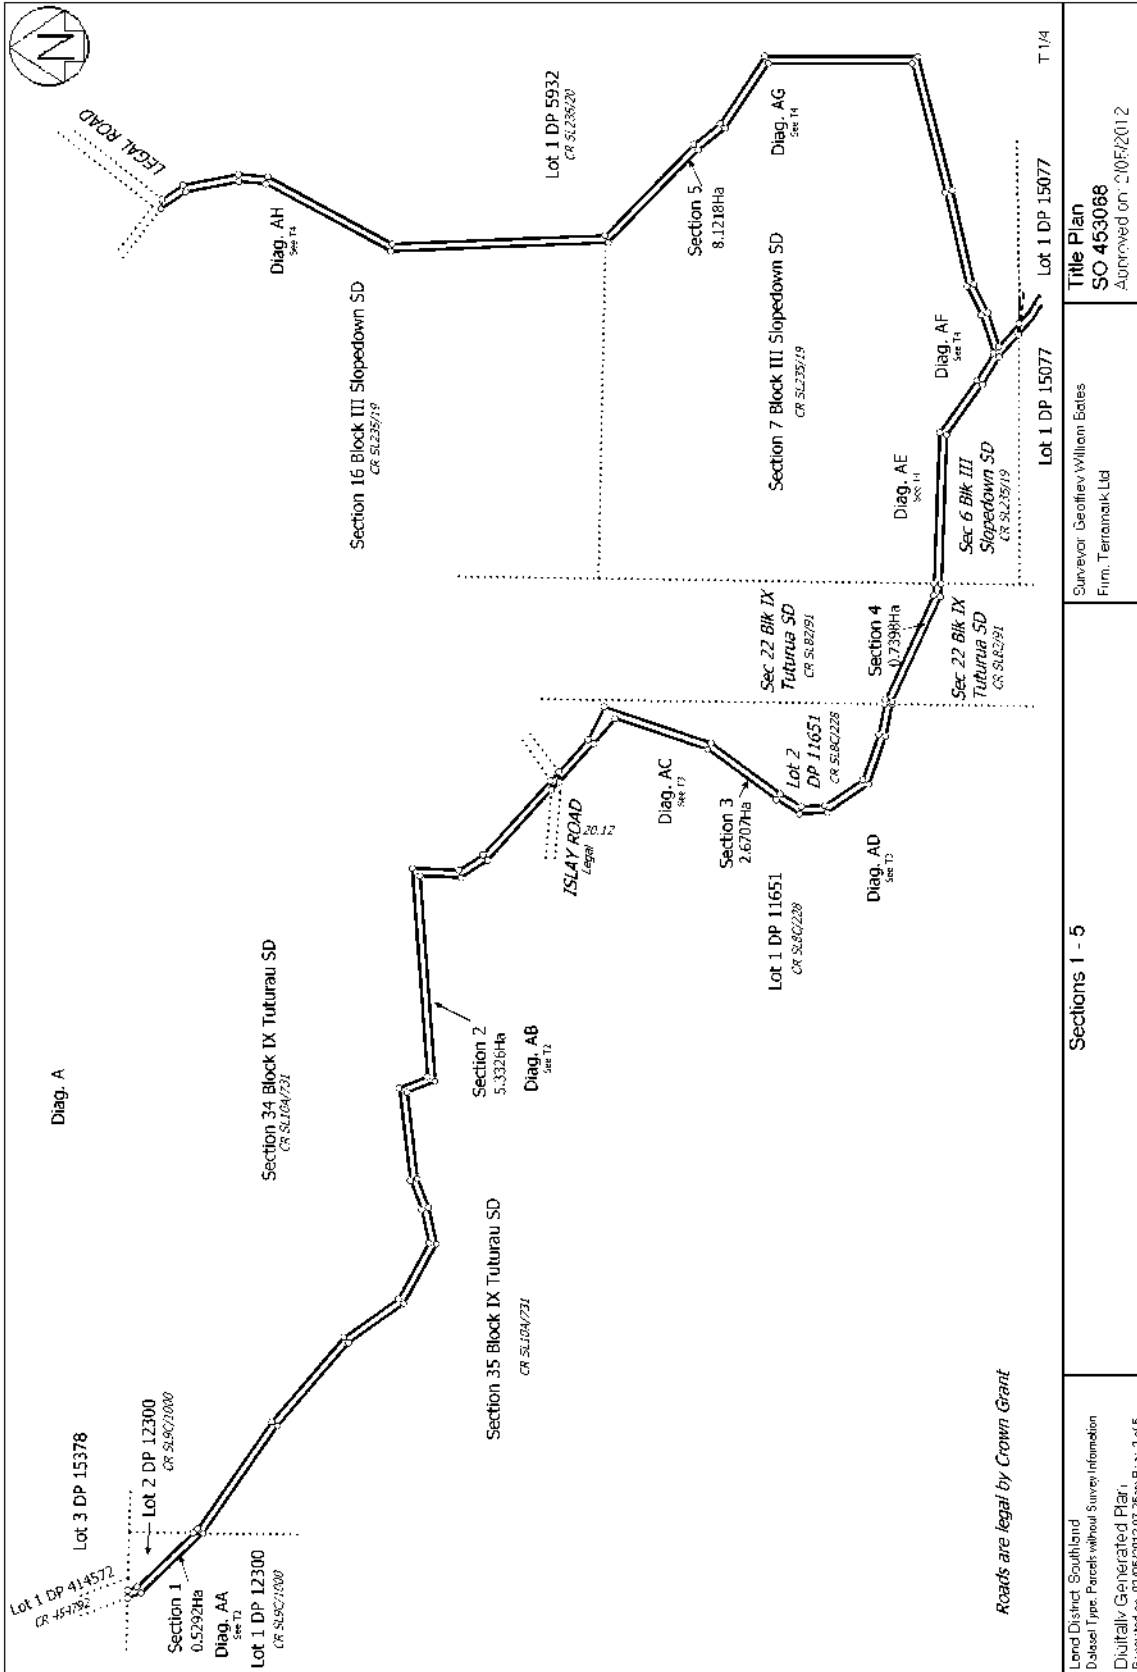 N
LEGAL ROAD
Diag. A
Lot 3 DP 15378
Lot 1 DP 414572
Lot 2 DP 12300
CR SL9C/1000
Section 1
0.5292Ha
Diag. AA
See T2
Lot 1 DP 12300
CR SL9C/1000
Section 34 Block IX Tuturau SD
CR SL10A/731
Section 35 Block IX Tuturau SD
CR SL10A/731
Section 2
5.3326Ha
Diag. AB
See T2
ISLAY ROAD
Legal
20.12
Diag. AC
See T3
Section 3
2.6707Ha
Lot 1 DP 11651
CR SL8C/228
Lot 2
DP 11651
CR SL8C/228
Diag. AD
See T3
Sec 22 Blk IX
Tuturua SD
CR SLB2/91
Section 4
0.7398Ha
Sec 22 Blk IX
Tuturua SD
CR SLB2/91
Diag. AE
See T4
Sec 6 Blk III
Slopedown SD
CR SL235/19
Diag. AF
See T4
Section 16 Block III Slopedown SD
CR SL235/19
Section 7 Block III Slopedown SD
CR SL235/19
Diag. AH
See T4
Lot 1 DP 5932
CR SL235/20
Section 5
8.1218Ha
Diag. AG
See T4
Lot 1 DP 15077
Lot 1 DP 15077
T 1/4
Roads are legal by Crown Grant
Land District Southland
Dataset Type. Parcels without Survey Information
Digitally Generated Plan
Sections 1 - 5
Surveyor Geoffrey William Bates
Firm. Terramark Ltd
Title Plan
SO 453068
Approved on